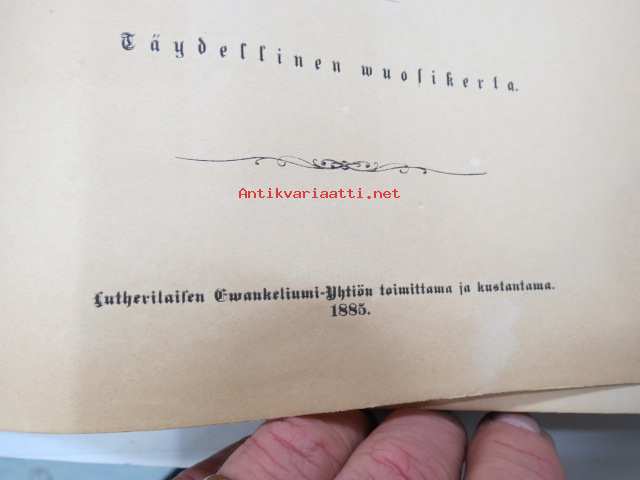 Täydellinen wuosikerta.
Antikvariaatti.net
Lutherilaisen Ewankeliumi-Yhtiön toimittama ja kustantama.
1885.